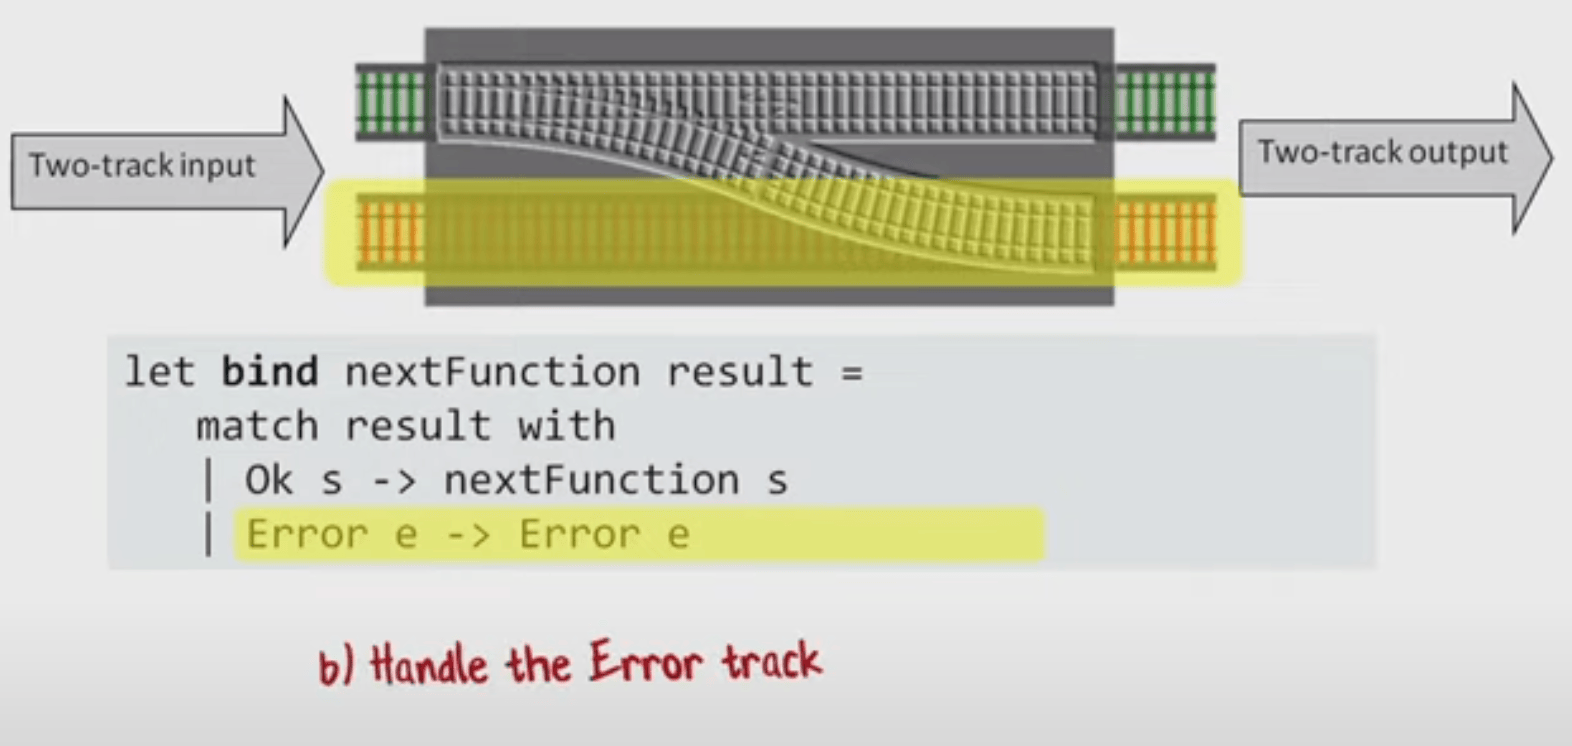 Two-track input
Two-track output
let bind nextFunction result =
match result with
| Ok s -> nextFunction s
| Error e -> Error e
b) Handle the Error track